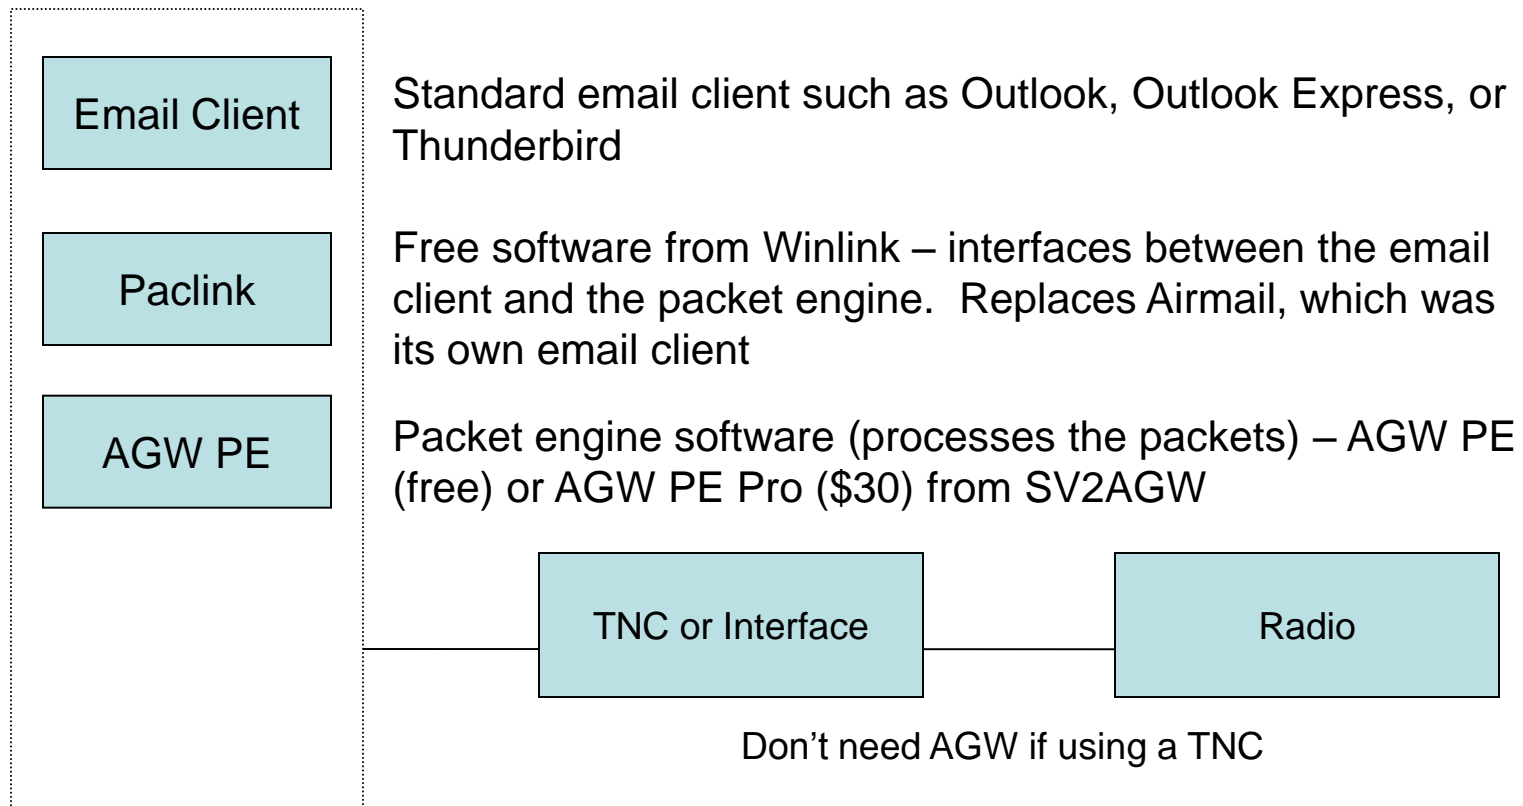 Email Client
Standard email client such as Outlook, Outlook Express, or
Thunderbird
Paclink
Free software from Winlink – interfaces between the email
client and the packet engine.  Replaces Airmail, which was
its own email client
AGW PE
Packet engine software (processes the packets) – AGW PE
(free) or AGW PE Pro ($30) from SV2AGW
TNC or Interface
Radio
Don’t need AGW if using a TNC